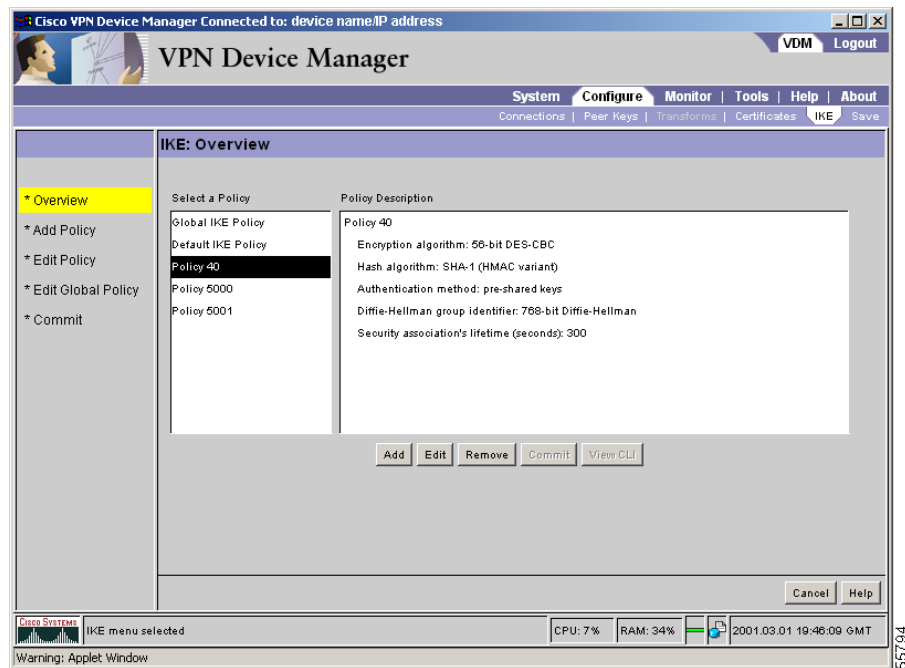 Cisco VPN Device Manager Connected to: device name/IP address
VPN Device Manager
VDM Logout
System Configure Monitor | Tools | Help | About
Connections | Peer Keys | Transforms | Certificates IKE Save
IKE: Overview
* Overview
* Add Policy
* Edit Policy
* Edit Global Policy
* Commit
Select a Policy
Global IKE Policy
Default IKE Policy
Policy 40
Policy 5000
Policy 5001
Policy Description
Policy 40
Encryption algorithm: 56-bit DES-CBC
Hash algorithm: SHA-1 (HMAC variant)
Authentication method: pre-shared keys
Diffie-Hellman group identifier: 768-bit Diffie-Hellman
Security association's lifetime (seconds): 300
Add Edit Remove Commit View CLI
Cancel Help
CISCO SYSTEMS
IKE menu selected
CPU: 7% RAM: 34% 2001.03.01 19:46:09 GMT
Warning: Applet Window
55794